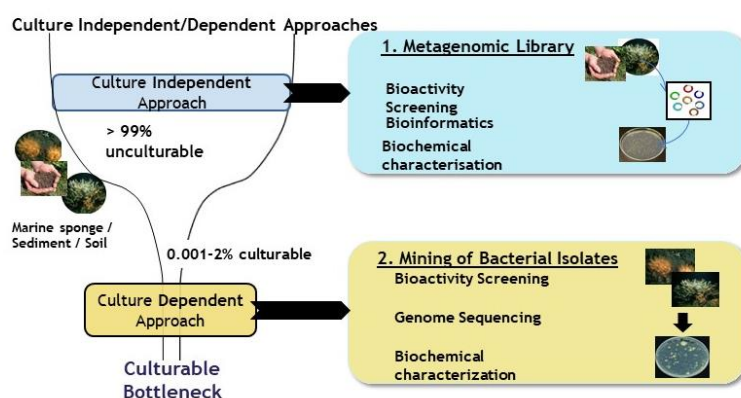 Culture Independent/Dependent Approaches
Culture Independent
Approach
> 99%
unculturable
Marine sponge /
Sediment / Soil
0.001-2% culturable
Culture Dependent
Approach
Culturable
Bottleneck
1. Metagenomic Library
Bioactivity
Screening
Bioinformatics
Biochemical
characterisation
2. Mining of Bacterial Isolates
Bioactivity Screening
Genome Sequencing
Biochemical
characterization